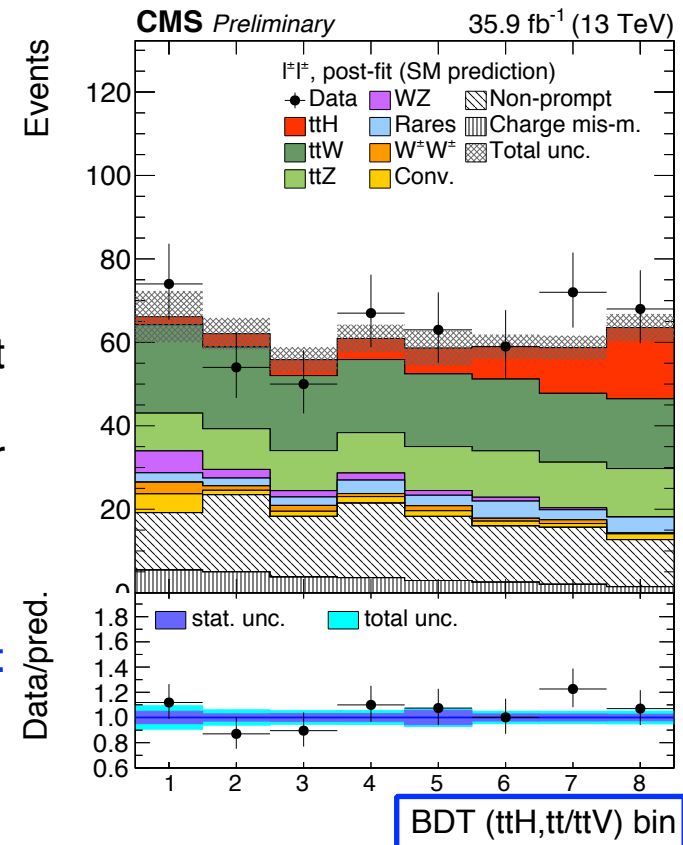 CMS Preliminary 35.9 fb⁻¹ (13 TeV)
Events
l±l±, post-fit (SM prediction)
Data WZ Non-prompt
ttH Rares Charge mis-m.
ttW W±W± Total unc.
ttZ Conv.
120
100
80
60
40
20
0
Data/pred.
stat. unc. total unc.
1.8
1.6
1.4
1.2
1.0
0.8
0.6
1 2 3 4 5 6 7 8
BDT (ttH,tt/ttV) bin